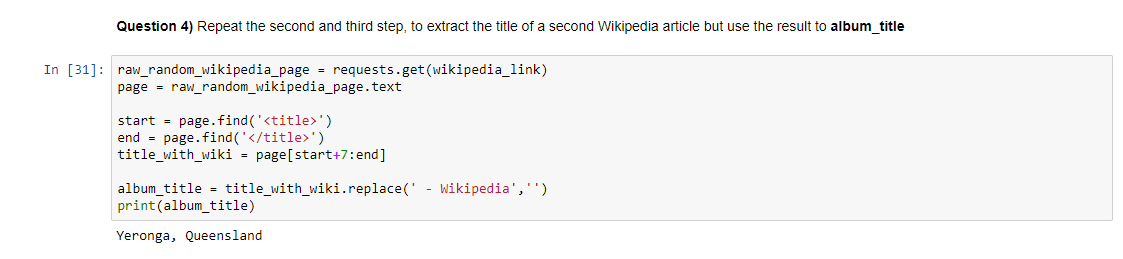 Question 4) Repeat the second and third step, to extract the title of a second Wikipedia article but use the result to album_title
In [31]: raw_random_wikipedia_page = requests.get(wikipedia_link)
page = raw_random_wikipedia_page.text
start = page.find('<title>')
end = page.find('</title>')
title_with_wiki = page[start+7:end]
album_title = title_with_wiki.replace(' - Wikipedia','')
print(album_title)
Yeronga, Queensland